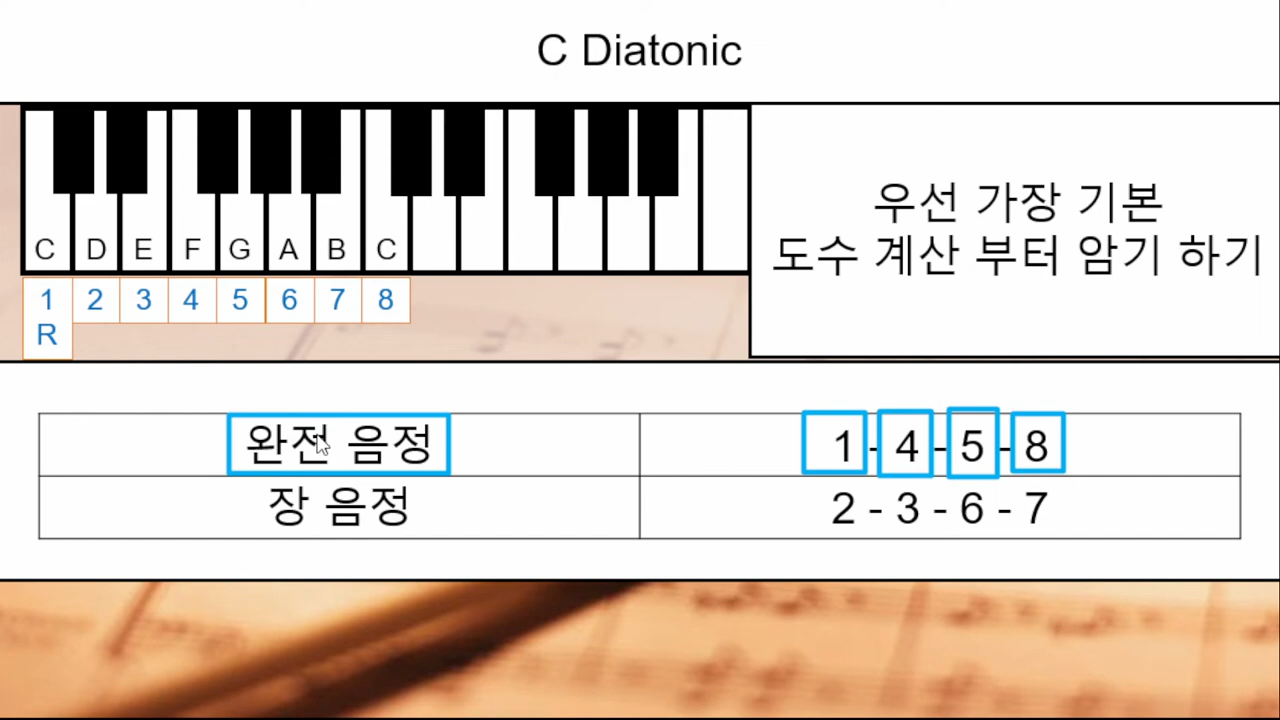 C Diatonic
C D E F G A B C
1 2 3 4 5 6 7 8
R
우선 가장 기본
도수 계산 부터 암기 하기
완전 음정
1 - 4 - 5 - 8
장 음정
2 - 3 - 6 - 7